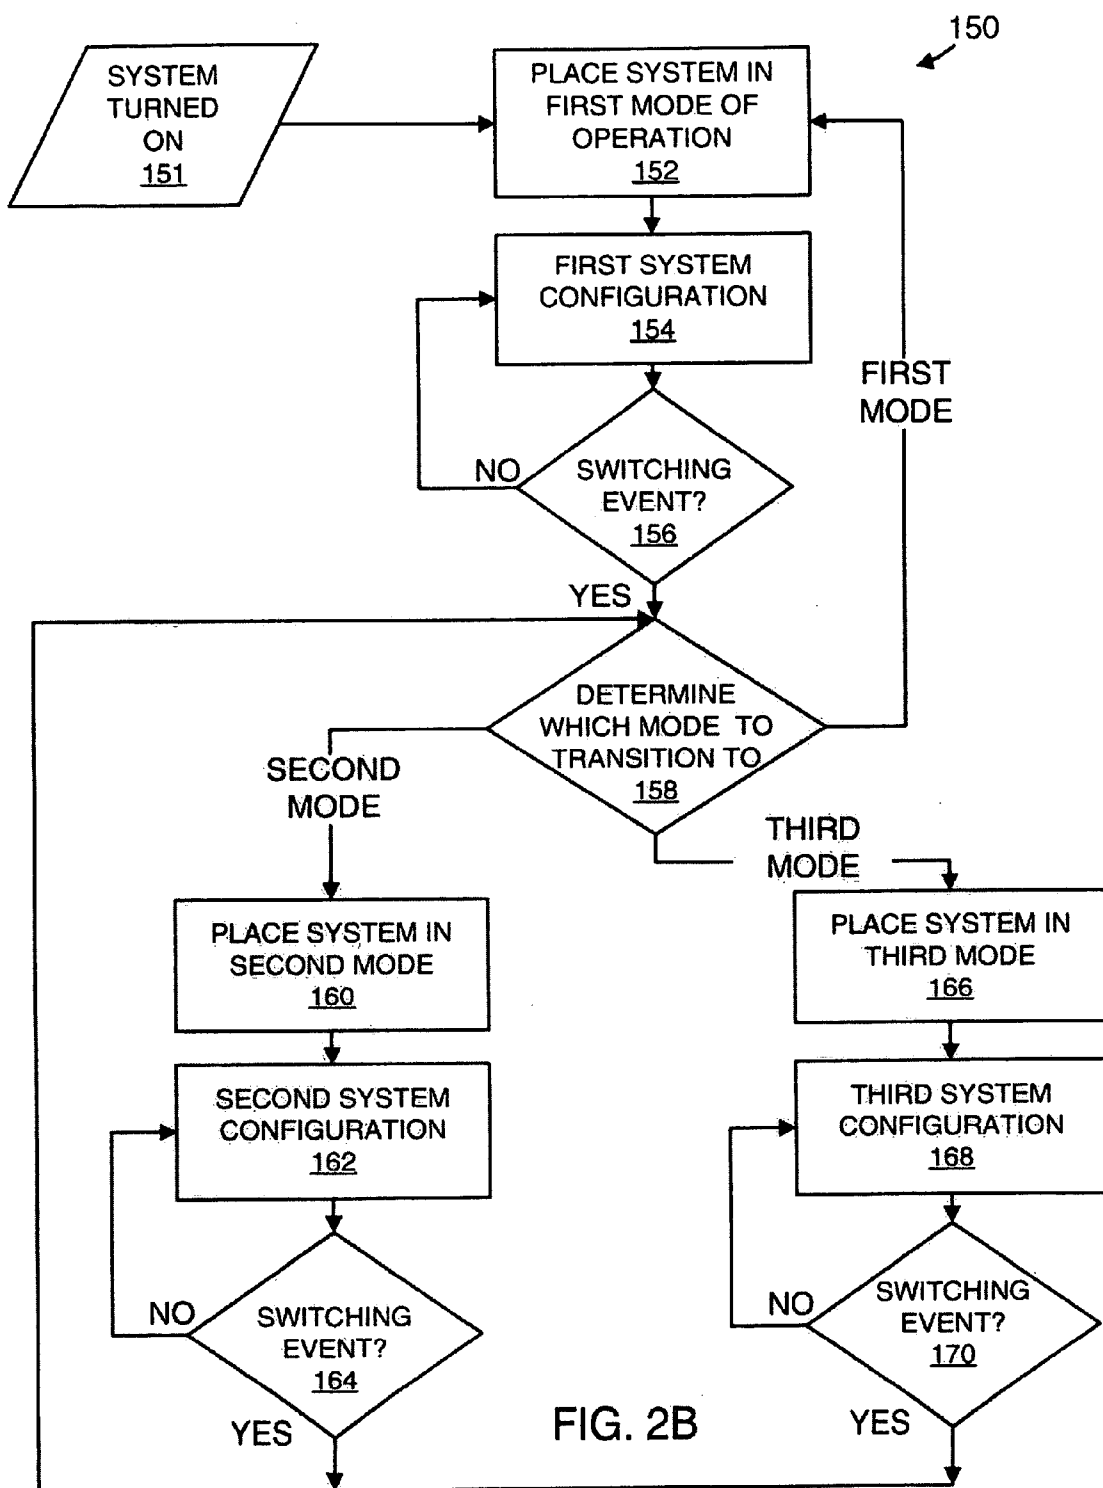 150
SYSTEM
TURNED
ON
151
PLACE SYSTEM IN
FIRST MODE OF
OPERATION
152
FIRST SYSTEM
CONFIGURATION
154
FIRST
MODE
NO
SWITCHING
EVENT?
156
YES
DETERMINE
WHICH MODE TO
TRANSITION TO
158
SECOND
MODE
THIRD
MODE
PLACE SYSTEM IN
SECOND MODE
160
PLACE SYSTEM IN
THIRD MODE
166
SECOND SYSTEM
CONFIGURATION
162
THIRD SYSTEM
CONFIGURATION
168
NO
SWITCHING
EVENT?
164
YES
NO
SWITCHING
EVENT?
170
YES
FIG. 2B